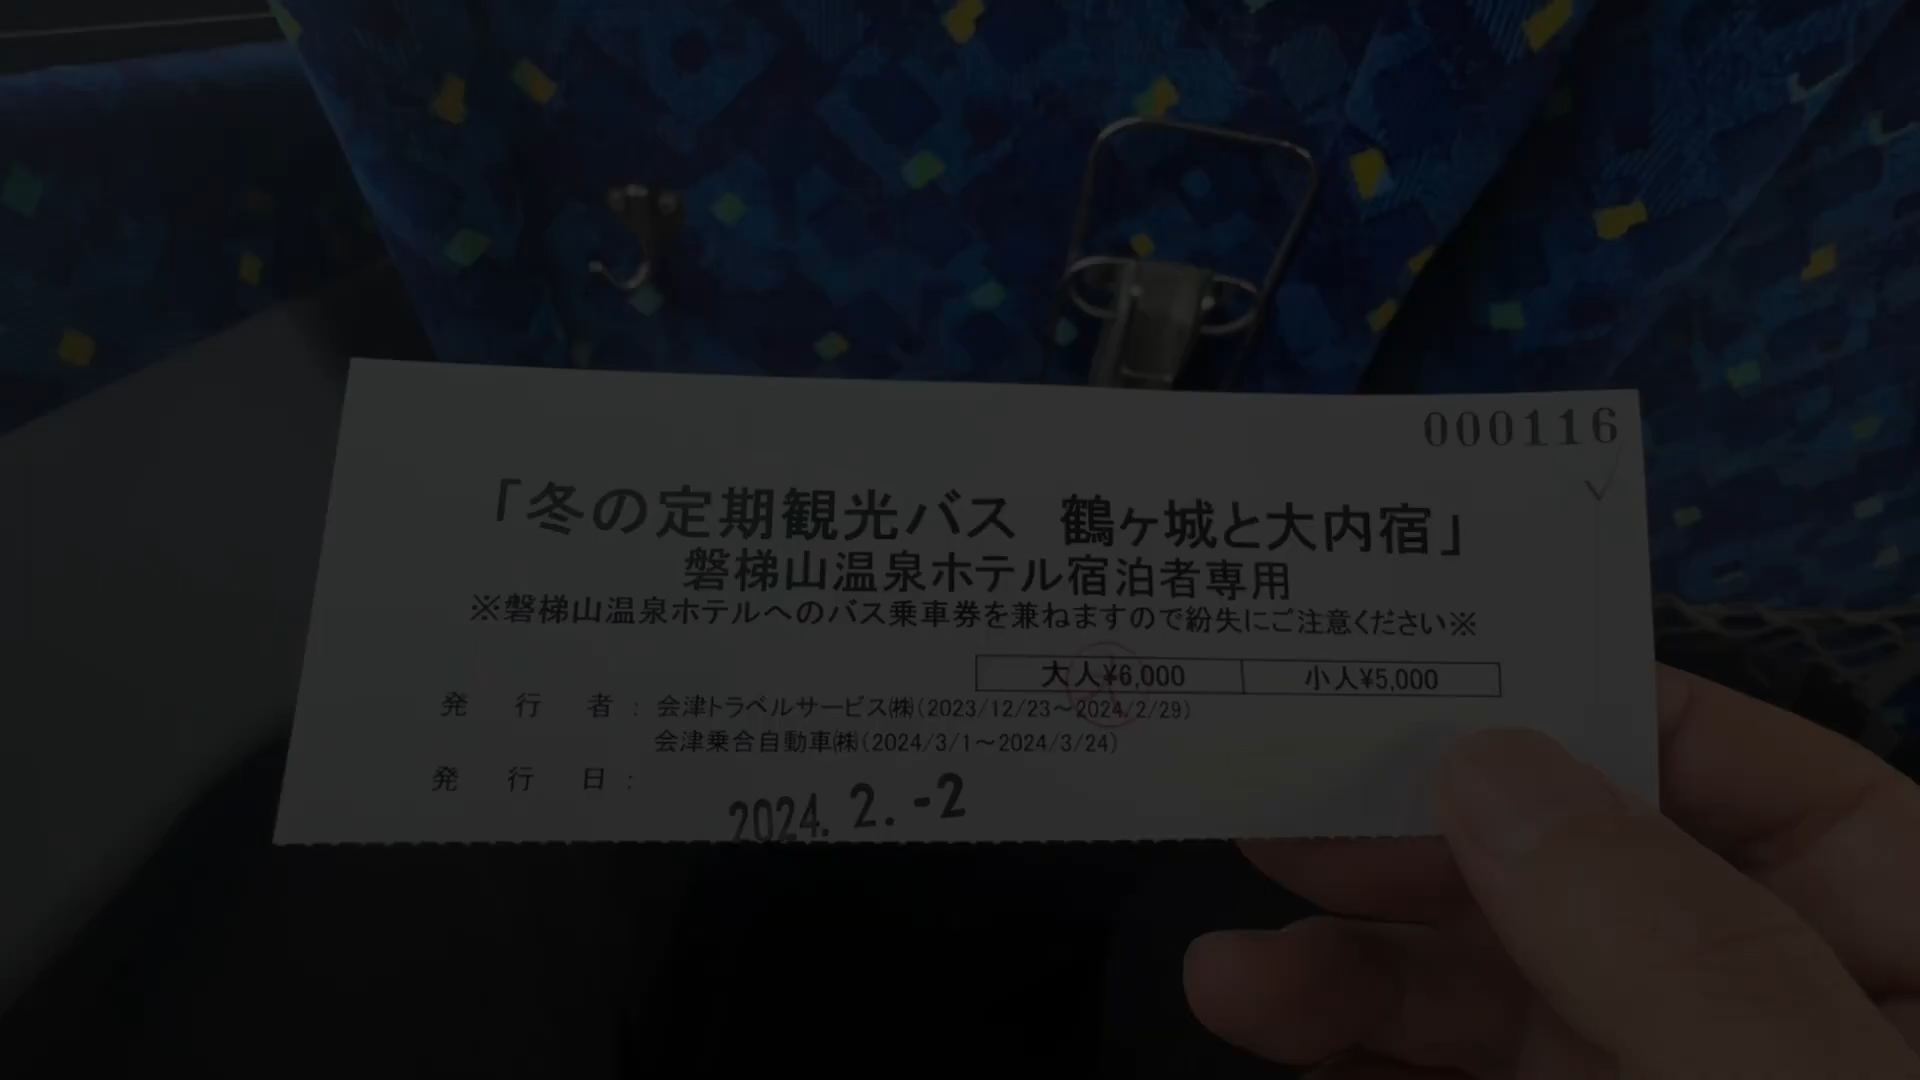 000116
「冬の定期観光バス 鶴ヶ城と大内宿」
磐梯山温泉ホテル宿泊者専用
※磐梯山温泉ホテルへのバス乗車券を兼ねますので紛失にご注意ください※
大人¥6,000 小人¥5,000
発 行 者 : 会津トラベルサービス㈱(2023/12/23~2024/2/29)
会津乗合自動車㈱(2024/3/1~2024/3/24)
発 行 日 :
2024. 2. -2